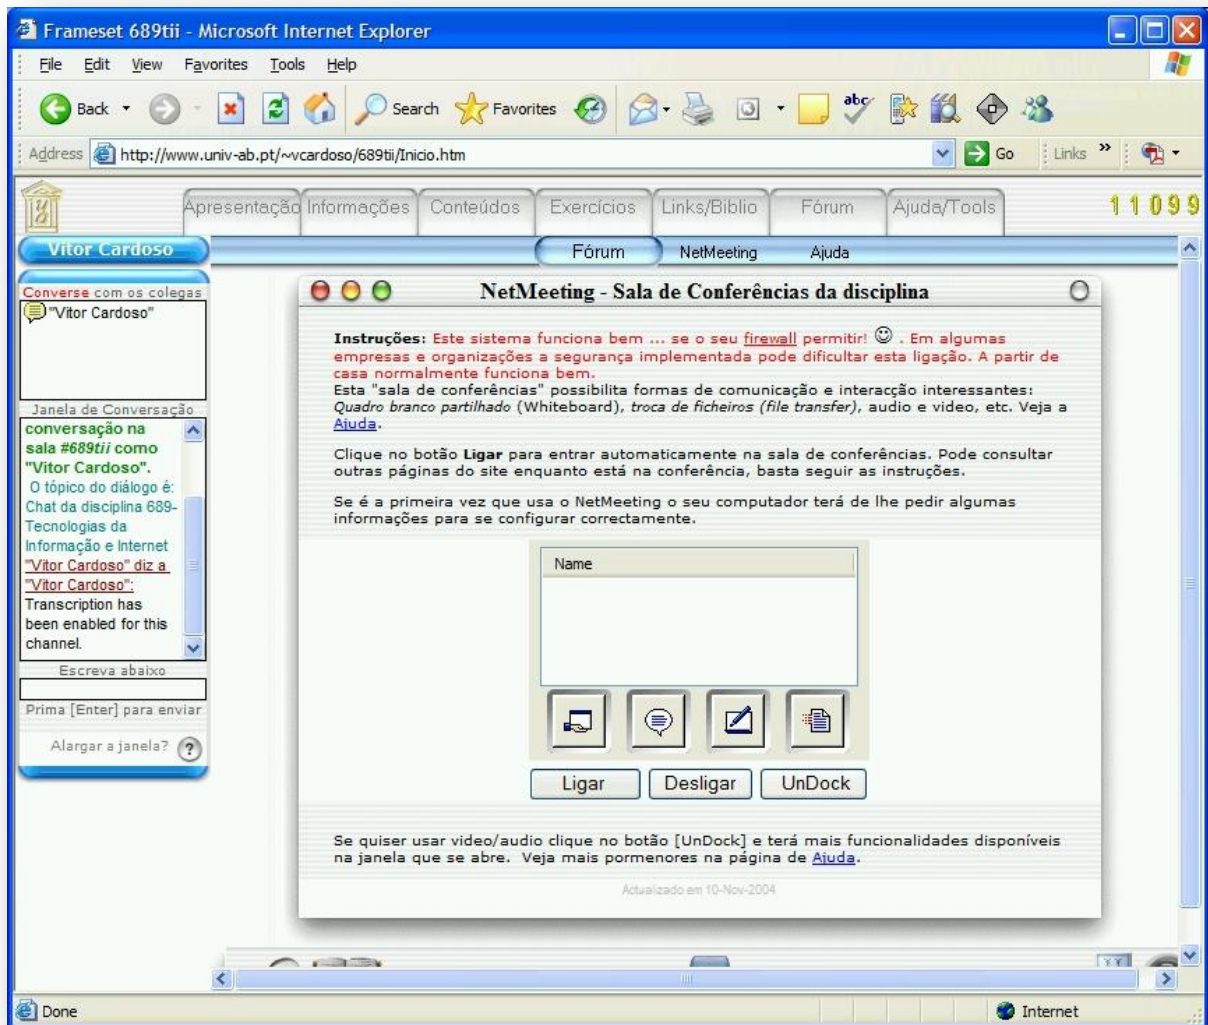 Frameset 689tii - Microsoft Internet Explorer
File Edit View Favorites Tools Help
Back Search Favorites
Address http://www.univ-ab.pt/~vcardoso/689tii/Inicio.htm Go Links »
Apresentação Informações Conteúdos Exercícios Links/Biblio Fórum Ajuda/Tools 11099
Vitor Cardoso
Fórum NetMeeting Ajuda
Converse com os colegas
"Vitor Cardoso"
Janela de Conversação
conversação na
sala #689tii como
"Vitor Cardoso".
O tópico do diálogo é:
Chat da disciplina 689-
Tecnologias da
Informação e Internet
"Vitor Cardoso" diz a
"Vitor Cardoso":
Transcription has
been enabled for this
channel.
Escreva abaixo
Prima [Enter] para enviar
Alargar a janela? ?
NetMeeting - Sala de Conferências da disciplina
Instruções: Este sistema funciona bem ... se o seu firewall permitir! ☺ . Em algumas
empresas e organizações a segurança implementada pode dificultar esta ligação. A partir de
casa normalmente funciona bem.
Esta "sala de conferências" possibilita formas de comunicação e interacção interessantes:
Quadro branco partilhado (Whiteboard), troca de ficheiros (file transfer), audio e video, etc. Veja a
Ajuda.
Clique no botão Ligar para entrar automaticamente na sala de conferências. Pode consultar
outras páginas do site enquanto está na conferência, basta seguir as instruções.
Se é a primeira vez que usa o NetMeeting o seu computador terá de lhe pedir algumas
informações para se configurar correctamente.
Name
Ligar Desligar UnDock
Se quiser usar video/audio clique no botão [UnDock] e terá mais funcionalidades disponíveis
na janela que se abre. Veja mais pormenores na página de Ajuda.
Actualizado em 10-Nov-2004
Done Internet